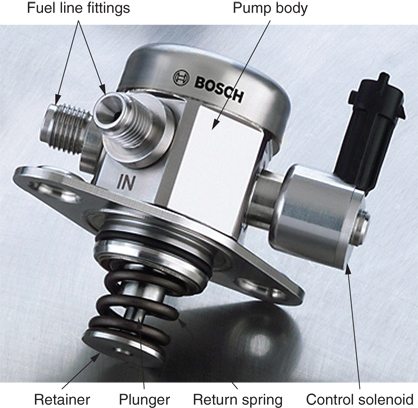 Fuel line fittings
Pump body
BOSCH
IN
Retainer
Plunger
Return spring
Control solenoid